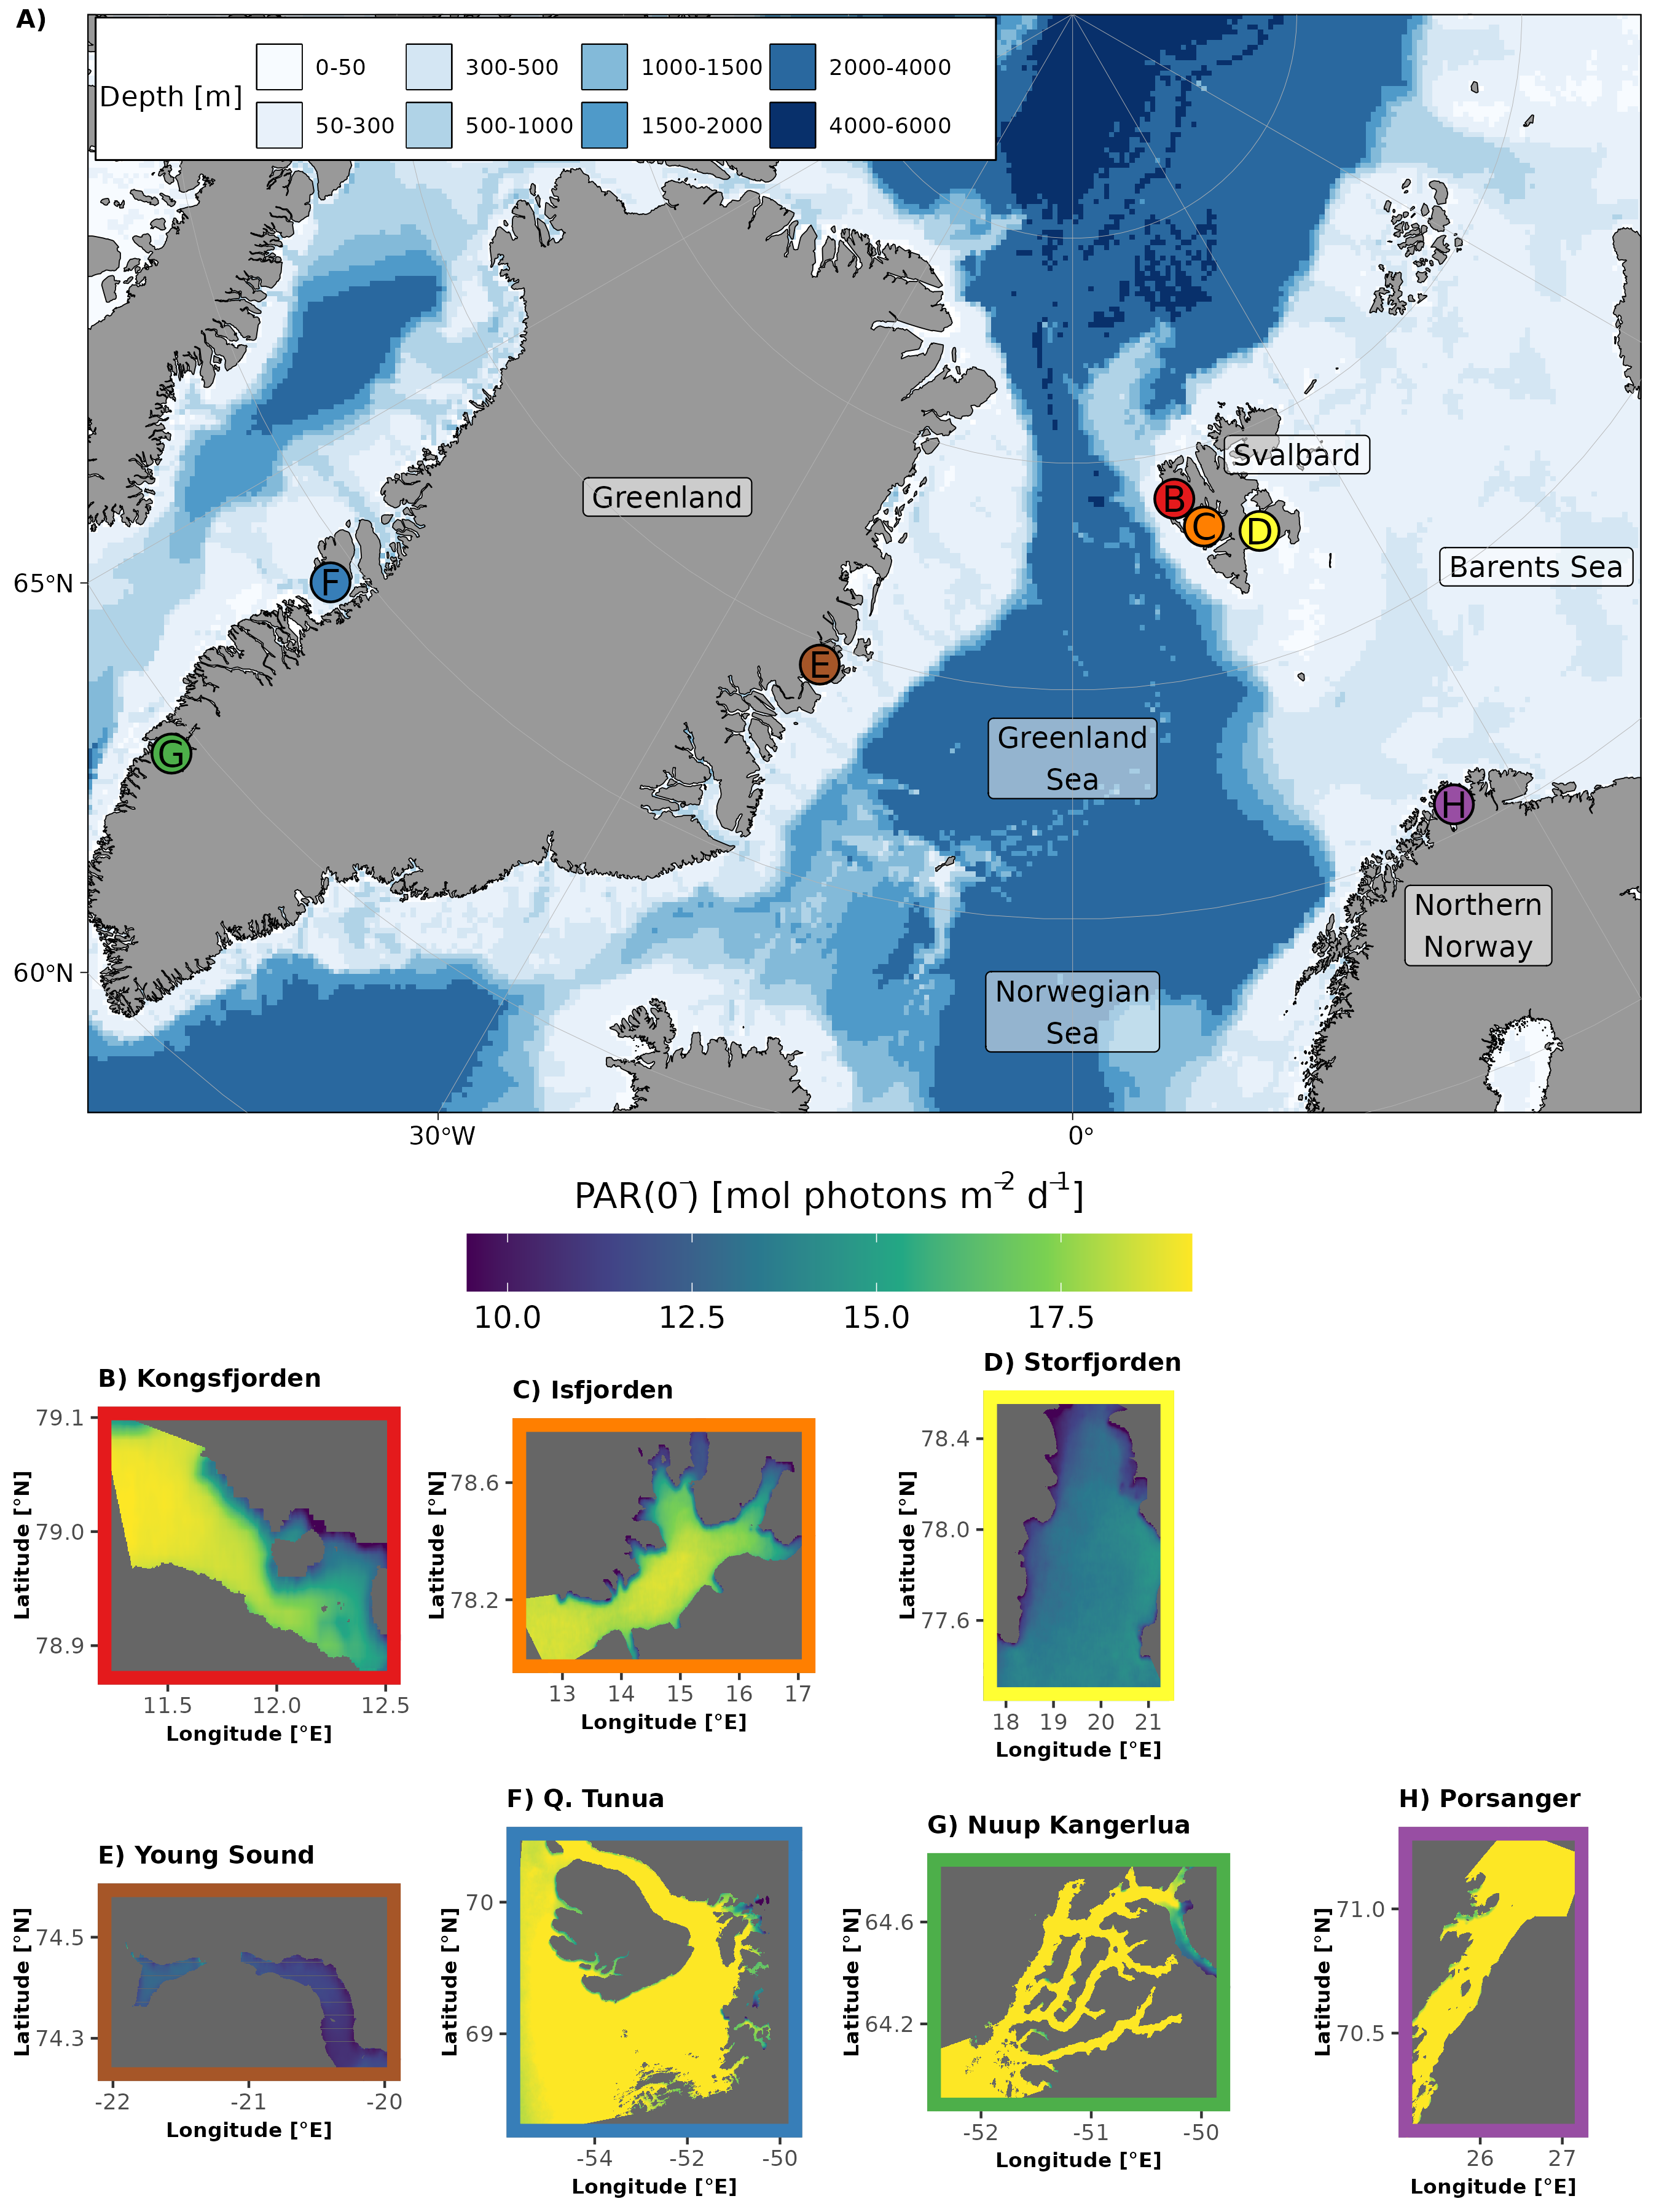 A)
Depth [m]
0-50
300-500
1000-1500
2000-4000
50-300
500-1000
1500-2000
4000-6000
Svalbard
Greenland
B
C
D
Barents Sea
65°N
F
E
Greenland
Sea
G
H
Northern
Norway
60°N
Norwegian
Sea
30°W
0°
PAR(0⁻) [mol photons m⁻² d⁻¹]
10.0
12.5
15.0
17.5
B) Kongsfjorden
Latitude [°N]
79.1
79.0
78.9
11.5
12.0
12.5
Longitude [°E]
C) Isfjorden
Latitude [°N]
78.6
78.2
13
14
15
16
17
Longitude [°E]
D) Storfjorden
Latitude [°N]
78.4
78.0
77.6
18
19
20
21
Longitude [°E]
E) Young Sound
Latitude [°N]
74.5
74.3
-22
-21
-20
Longitude [°E]
F) Q. Tunua
Latitude [°N]
70
69
-54
-52
-50
Longitude [°E]
G) Nuup Kangerlua
Latitude [°N]
64.6
64.2
-52
-51
-50
Longitude [°E]
H) Porsanger
Latitude [°N]
71.0
70.5
26
27
Longitude [°E]